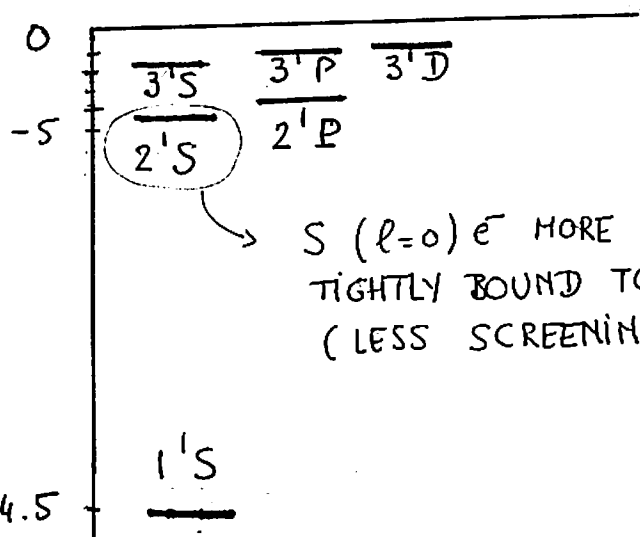 0
3¹S 3¹P 3¹D
-5
2¹S 2¹P
S (ℓ=0) e⁻ MORE
TIGHTLY BOUND TO
(LESS SCREENIN
1¹S
4.5